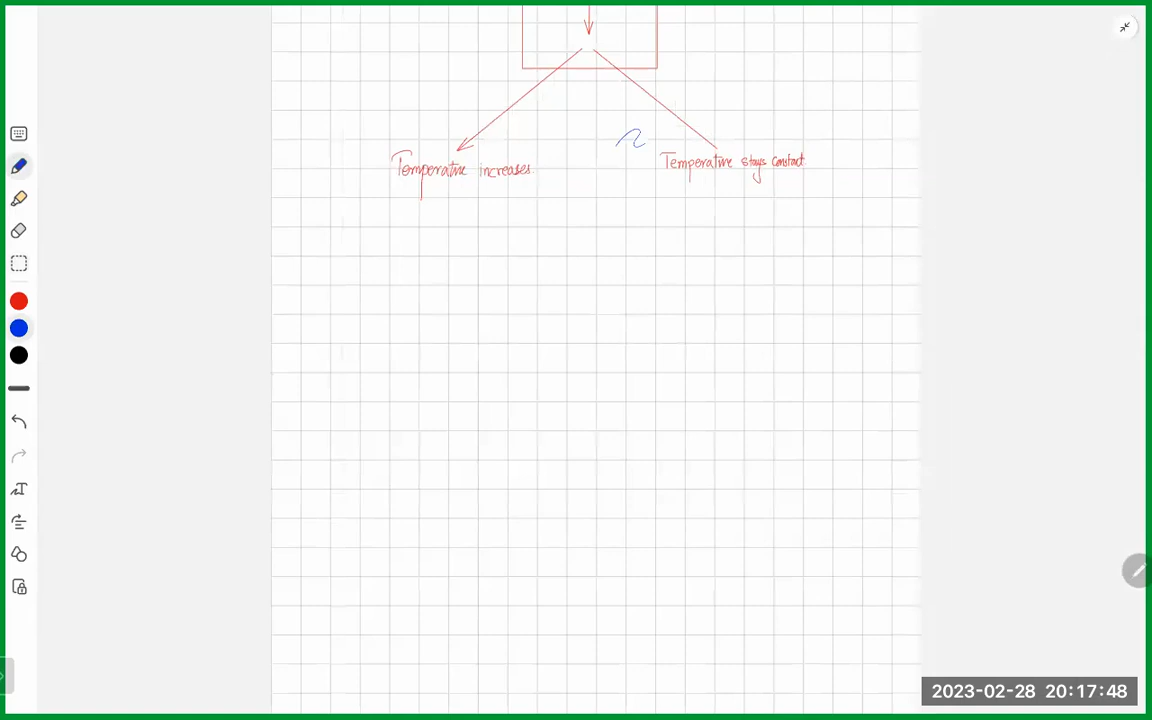 Temperature increases.
Temperature stays constant
2023-02-28 20:17:48